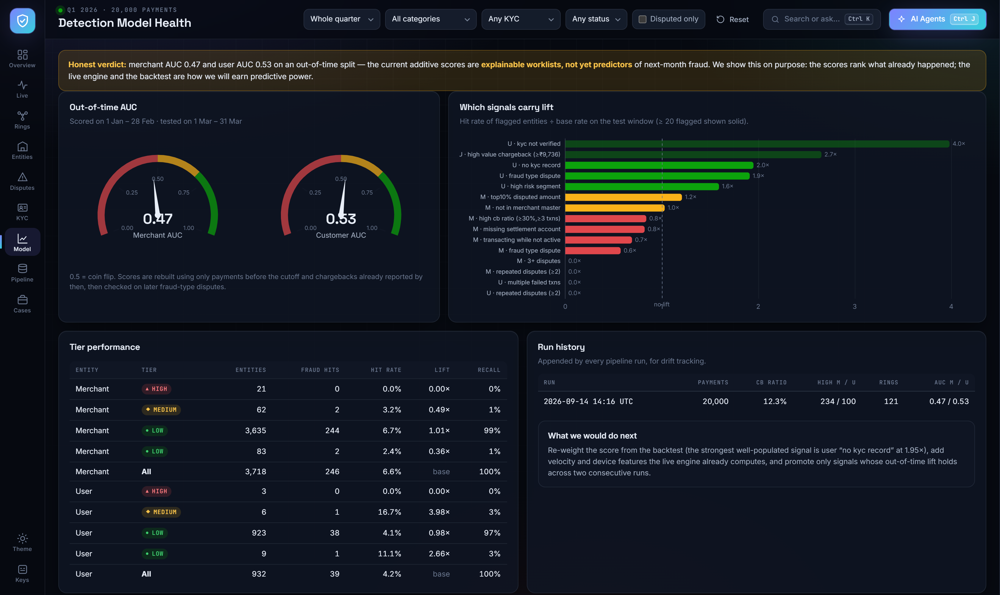 Q1 2026 · 20,000 PAYMENTS
Detection Model Health
Whole quarter
All categories
Any KYC
Any status
Disputed only
Reset
Search or ask... Ctrl K
AI Agents Ctrl J
Overview
Live
Rings
Entities
Disputes
KYC
Model
Pipeline
Cases
Theme
Keys
Honest verdict: merchant AUC 0.47 and user AUC 0.53 on an out-of-time split — the current additive scores are explainable worklists, not yet predictors of next-month fraud. We show this on purpose: the scores rank what already happened; the
live engine and the backtest are how we will earn predictive power.
Out-of-time AUC
Scored on 1 Jan – 28 Feb · tested on 1 Mar – 31 Mar
0.00
0.25
0.50
0.75
1.00
0.47
Merchant AUC
0.00
0.25
0.50
0.75
1.00
0.53
Customer AUC
0.5 = coin flip. Scores are rebuilt using only payments before the cutoff and chargebacks already reported by
then, then checked on later fraud-type disputes.
Which signals carry lift
Hit rate of flagged entities ÷ base rate on the test window (≥ 20 flagged shown solid).
U · kyc not verified 4.0×
J · high value chargeback (≥₹9,736) 2.7×
U · no kyc record 2.0×
U · fraud type dispute 1.9×
U · high risk segment 1.6×
M · top10% disputed amount 1.2×
M · not in merchant master 1.0×
M · high cb ratio (≥30%,≥3 txns) 0.8×
M · missing settlement account 0.8×
M · transacting while not active 0.7×
M · fraud type dispute 0.6×
M · 3+ disputes 0.0×
M · repeated disputes (≥2) 0.0×
U · multiple failed txns 0.0×
U · repeated disputes (≥2) 0.0×
no lift
0 1 2 3 4
Tier performance
ENTITY TIER ENTITIES FRAUD HITS HIT RATE LIFT RECALL
Merchant ▲ HIGH 21 0 0.0% 0.00× 0%
Merchant ◆ MEDIUM 62 2 3.2% 0.49× 1%
Merchant ● LOW 3,635 244 6.7% 1.01× 99%
Merchant ● LOW 83 2 2.4% 0.36× 1%
Merchant All 3,718 246 6.6% base 100%
User ▲ HIGH 3 0 0.0% 0.00× 0%
User ◆ MEDIUM 6 1 16.7% 3.98× 3%
User ● LOW 923 38 4.1% 0.98× 97%
User ● LOW 9 1 11.1% 2.66× 3%
User All 932 39 4.2% base 100%
Run history
Appended by every pipeline run, for drift tracking.
RUN PAYMENTS CB RATIO HIGH M / U RINGS AUC M / U
2026-09-14 14:16 UTC 20,000 12.3% 234 / 100 121 0.47 / 0.53
What we would do next
Re-weight the score from the backtest (the strongest well-populated signal is user “no kyc record” at 1.95×), add
velocity and device features the live engine already computes, and promote only signals whose out-of-time lift holds
across two consecutive runs.